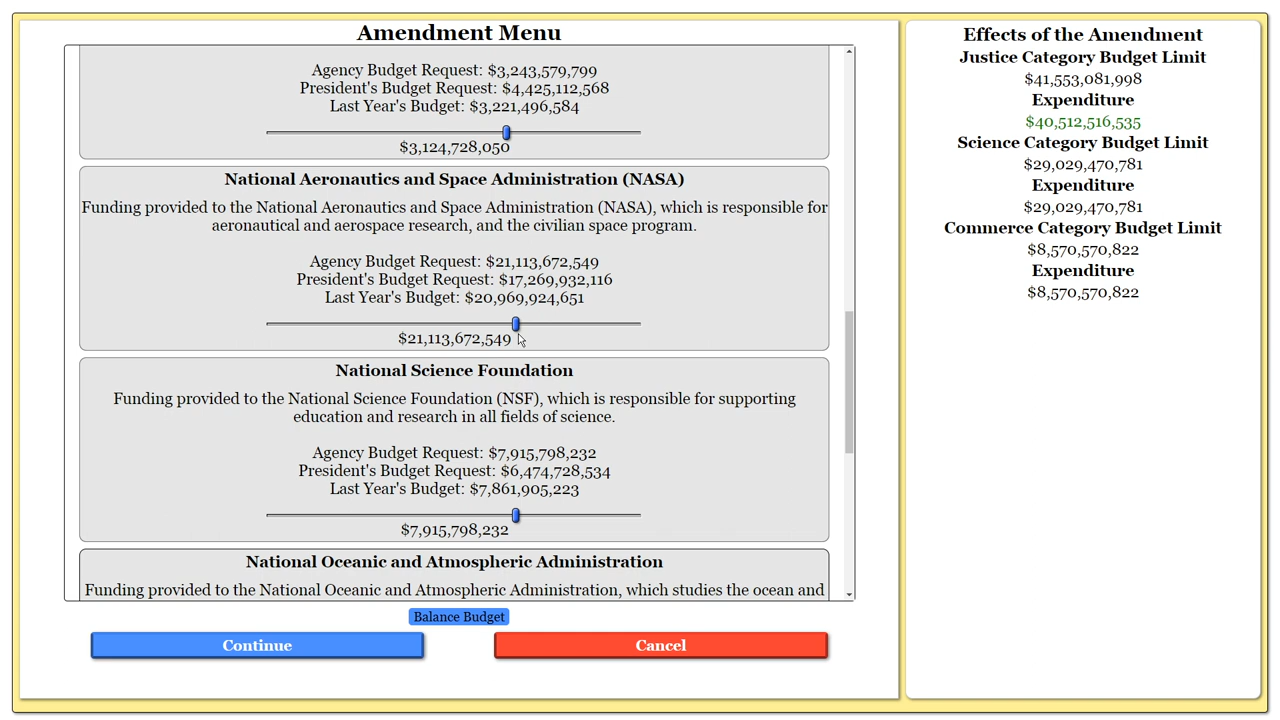 Amendment Menu
Agency Budget Request: $3,243,579,799
President's Budget Request: $4,425,112,568
Last Year's Budget: $3,221,496,584
$3,124,728,050
National Aeronautics and Space Administration (NASA)
Funding provided to the National Aeronautics and Space Administration (NASA), which is responsible for
aeronautical and aerospace research, and the civilian space program.
Agency Budget Request: $21,113,672,549
President's Budget Request: $17,269,932,116
Last Year's Budget: $20,969,924,651
$21,113,672,549
National Science Foundation
Funding provided to the National Science Foundation (NSF), which is responsible for supporting
education and research in all fields of science.
Agency Budget Request: $7,915,798,232
President's Budget Request: $6,474,728,534
Last Year's Budget: $7,861,905,223
$7,915,798,232
National Oceanic and Atmospheric Administration
Funding provided to the National Oceanic and Atmospheric Administration, which studies the ocean and
Balance Budget
Continue
Cancel
Effects of the Amendment
Justice Category Budget Limit
$41,553,081,998
Expenditure
$40,512,516,535
Science Category Budget Limit
$29,029,470,781
Expenditure
$29,029,470,781
Commerce Category Budget Limit
$8,570,570,822
Expenditure
$8,570,570,822